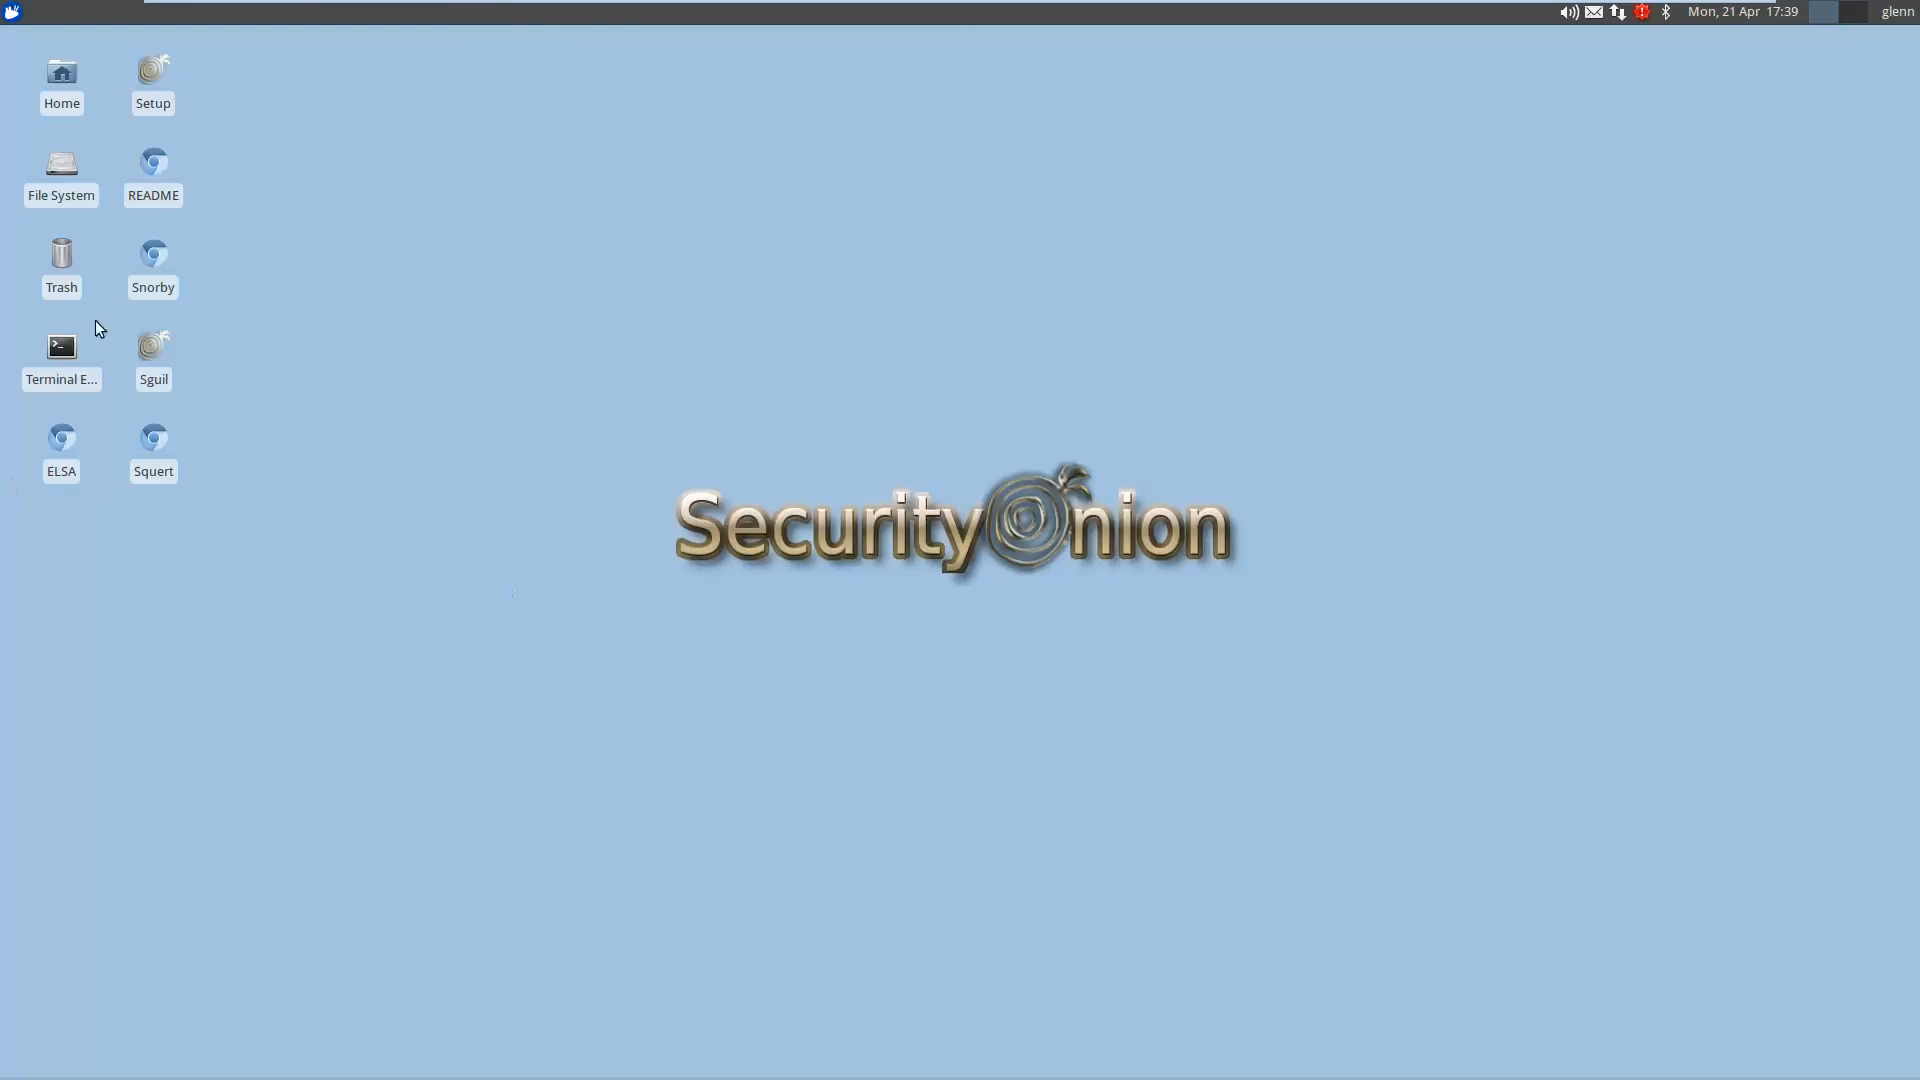 Mon, 21 Apr 17:39
glenn
Home
Setup
File System
README
Trash
Snorby
Terminal E...
Sguil
ELSA
Squert
SecurityOnion